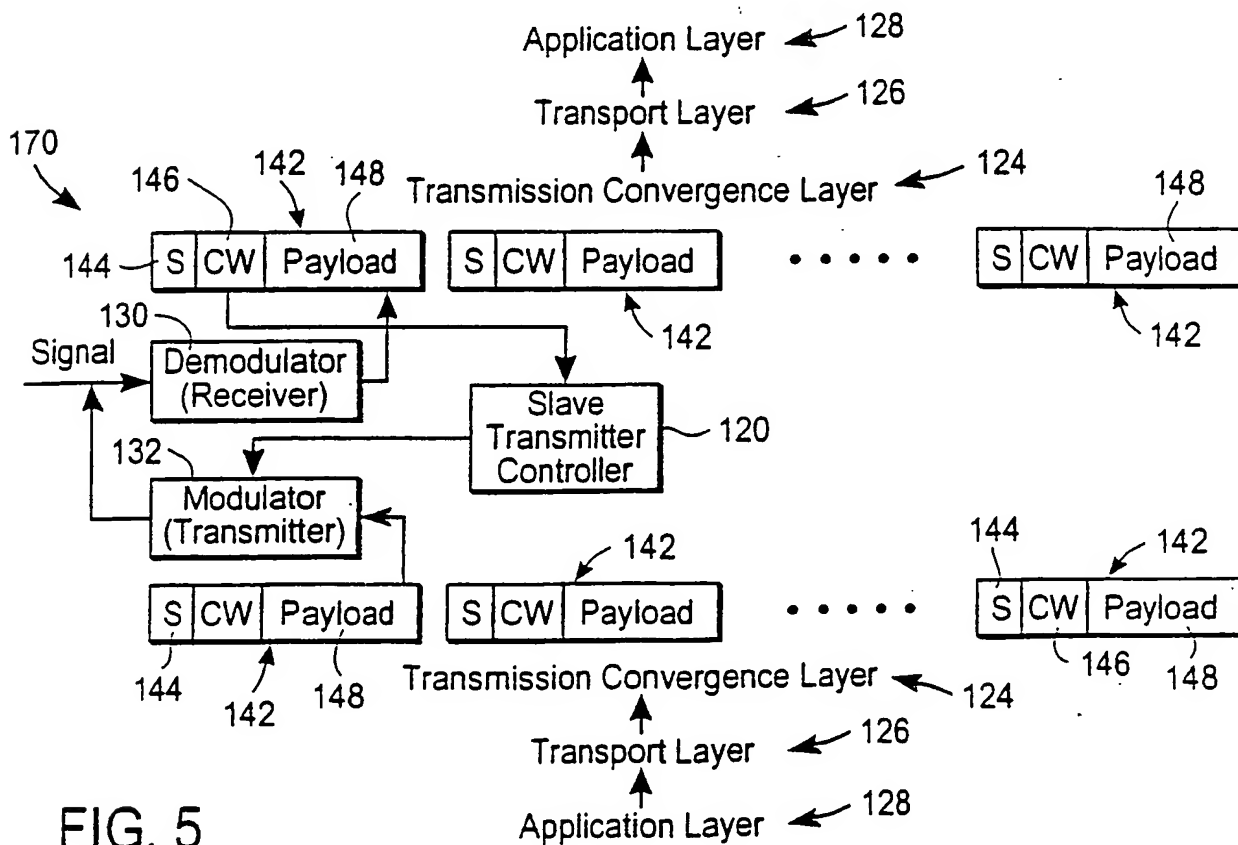 Application Layer 128
Transport Layer 126
170
146 142 148
Transmission Convergence Layer 124
148
144 S CW Payload S CW Payload S CW Payload
130
142
142
Signal
Demodulator
(Receiver)
Slave
Transmitter
Controller
120
132
Modulator
(Transmitter)
142
144
142
S CW Payload S CW Payload S CW Payload
144
142
148
146
148
Transmission Convergence Layer 124
Transport Layer 126
Application Layer 128
FIG. 5